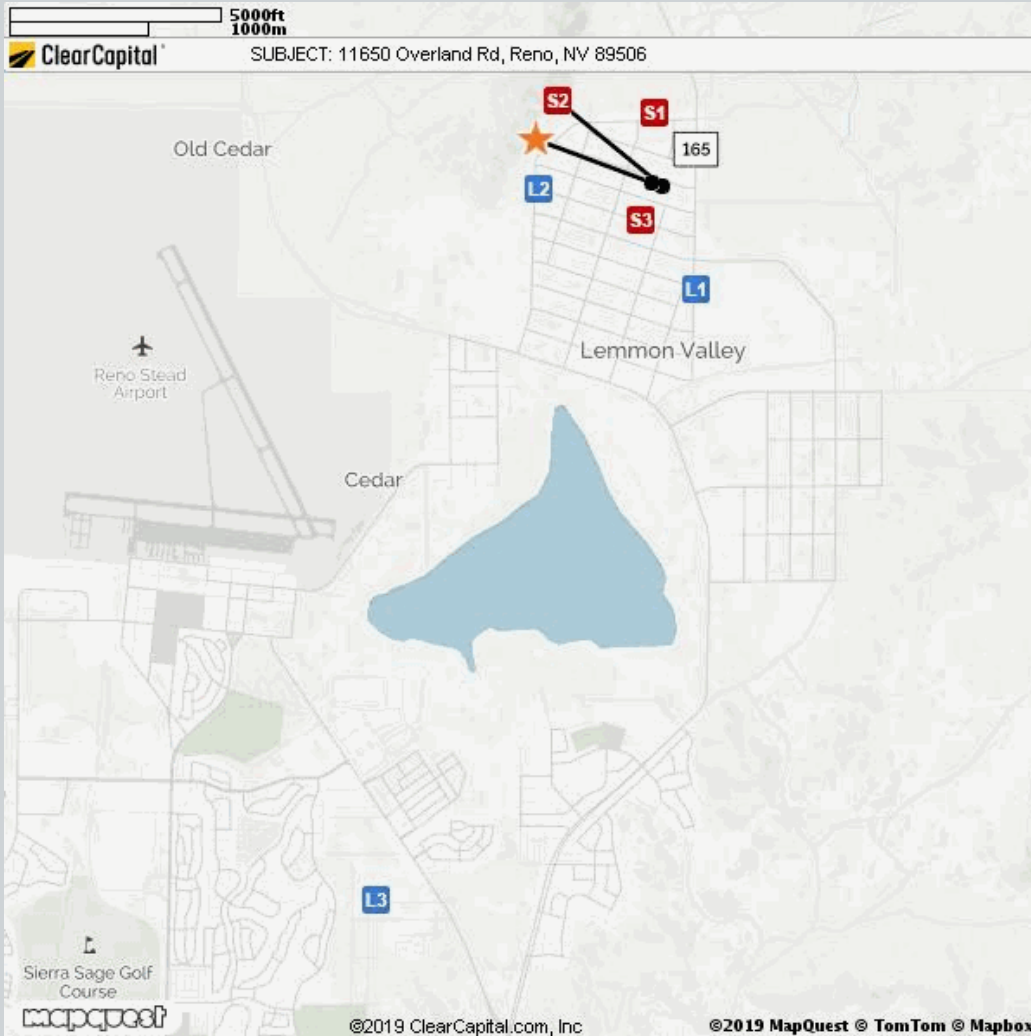 5000ft
1000m
ClearCapital
SUBJECT: 11650 Overland Rd, Reno, NV 89506
S2
S1
Old Cedar
165
L2
S3
L1
Lemmon Valley
Reno Stead
Airport
Cedar
L3
Sierra Sage Golf
Course
mapquest
©2019 ClearCapital.com, Inc
©2019 MapQuest © TomTom © Mapbox